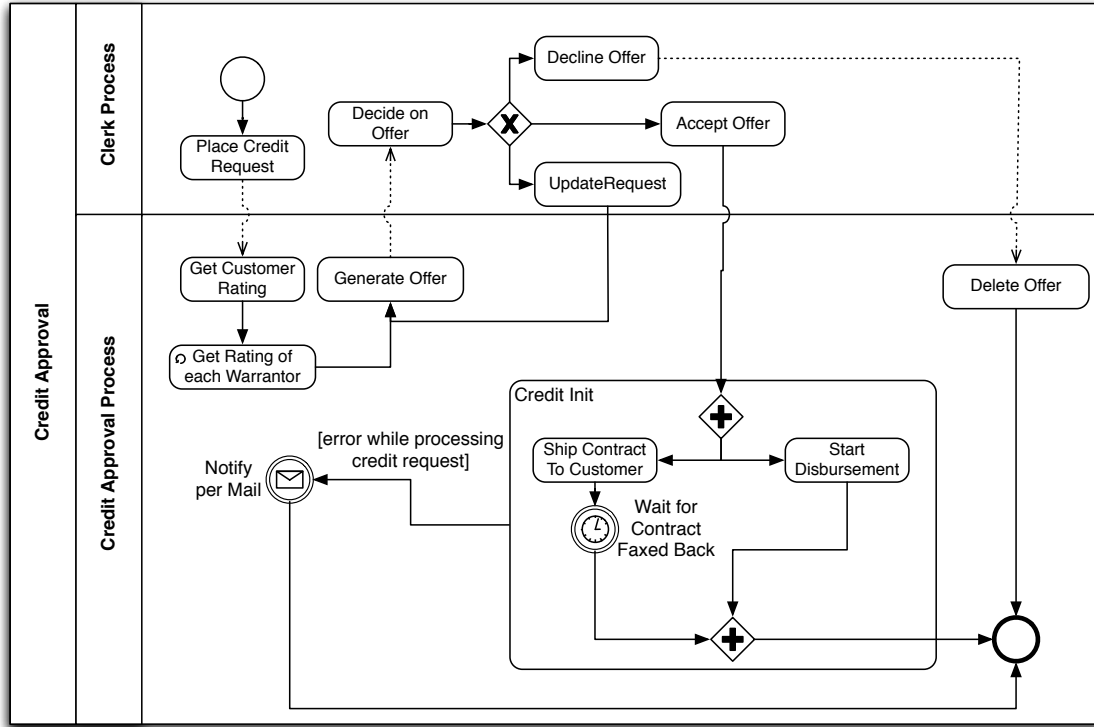 Credit Approval
Clerk Process
Credit Approval Process
Place Credit
Request
Decide on
Offer
Decline Offer
Accept Offer
UpdateRequest
Get Customer
Rating
Generate Offer
Delete Offer
Get Rating of
each Warrantor
Credit Init
[error while processing
credit request]
Notify
per Mail
Ship Contract
To Customer
Start
Disbursement
Wait for
Contract
Faxed Back